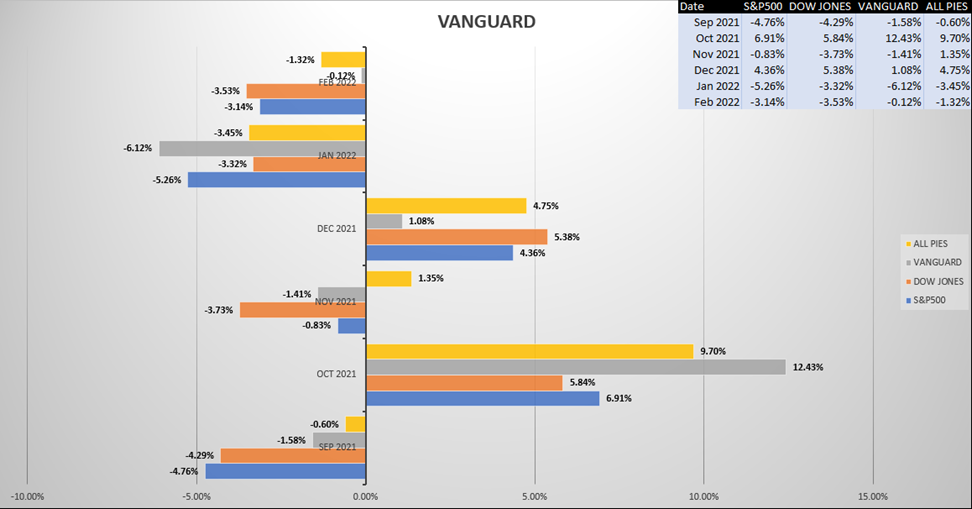 VANGUARD
Date S&P500 DOW JONES VANGUARD ALL PIES
Sep 2021 -4.76% -4.29% -1.58% -0.60%
Oct 2021 6.91% 5.84% 12.43% 9.70%
Nov 2021 -0.83% -3.73% -1.41% 1.35%
Dec 2021 4.36% 5.38% 1.08% 4.75%
Jan 2022 -5.26% -3.32% -6.12% -3.45%
Feb 2022 -3.14% -3.53% -0.12% -1.32%
-1.32%
-0.12%
FEB 2022
-3.53%
-3.14%
-3.45%
-6.12%
JAN 2022
-3.32%
-5.26%
4.75%
1.08%
DEC 2021
5.38%
4.36%
1.35%
-1.41%
NOV 2021
-3.73%
-0.83%
9.70%
12.43%
OCT 2021
5.84%
6.91%
-0.60%
-1.58%
SEP 2021
-4.29%
-4.76%
ALL PIES
VANGUARD
DOW JONES
S&P500
-10.00% -5.00% 0.00% 5.00% 10.00% 15.00%